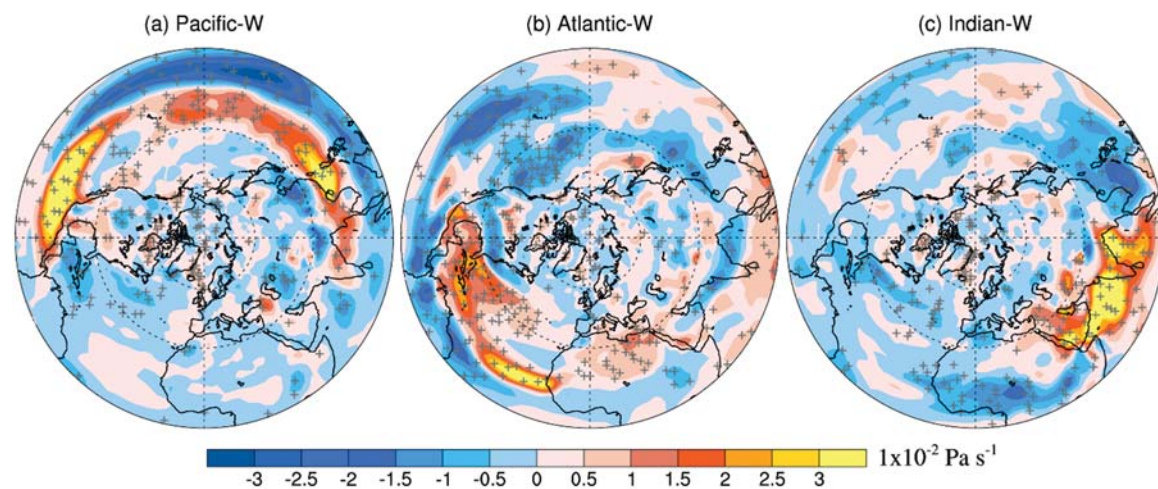 (a) Pacific-W (b) Atlantic-W (c) Indian-W
-3 -2.5 -2 -1.5 -1 -0.5 0 0.5 1 1.5 2 2.5 3 1x10⁻² Pa s⁻¹